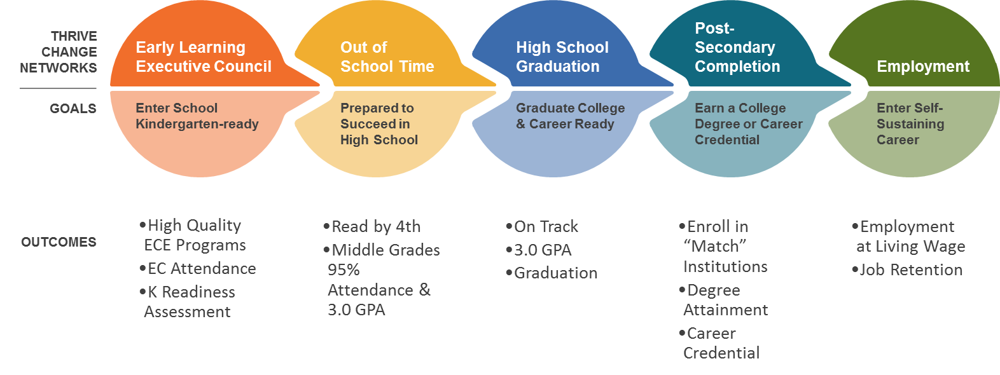 THRIVE
CHANGE
NETWORKS
Early Learning
Executive Council
Out of
School Time
High School
Graduation
Post-
Secondary
Completion
Employment
GOALS
Enter School
Kindergarten-ready
Prepared to
Succeed in
High School
Graduate College
& Career Ready
Earn a College
Degree or Career
Credential
Enter Self-
Sustaining
Career
OUTCOMES
•High Quality
ECE Programs
•EC Attendance
•K Readiness
Assessment
•Read by 4th
•Middle Grades
95%
Attendance &
3.0 GPA
•On Track
•3.0 GPA
•Graduation
•Enroll in
“Match”
Institutions
•Degree
Attainment
•Career
Credential
•Employment
at Living Wage
•Job Retention